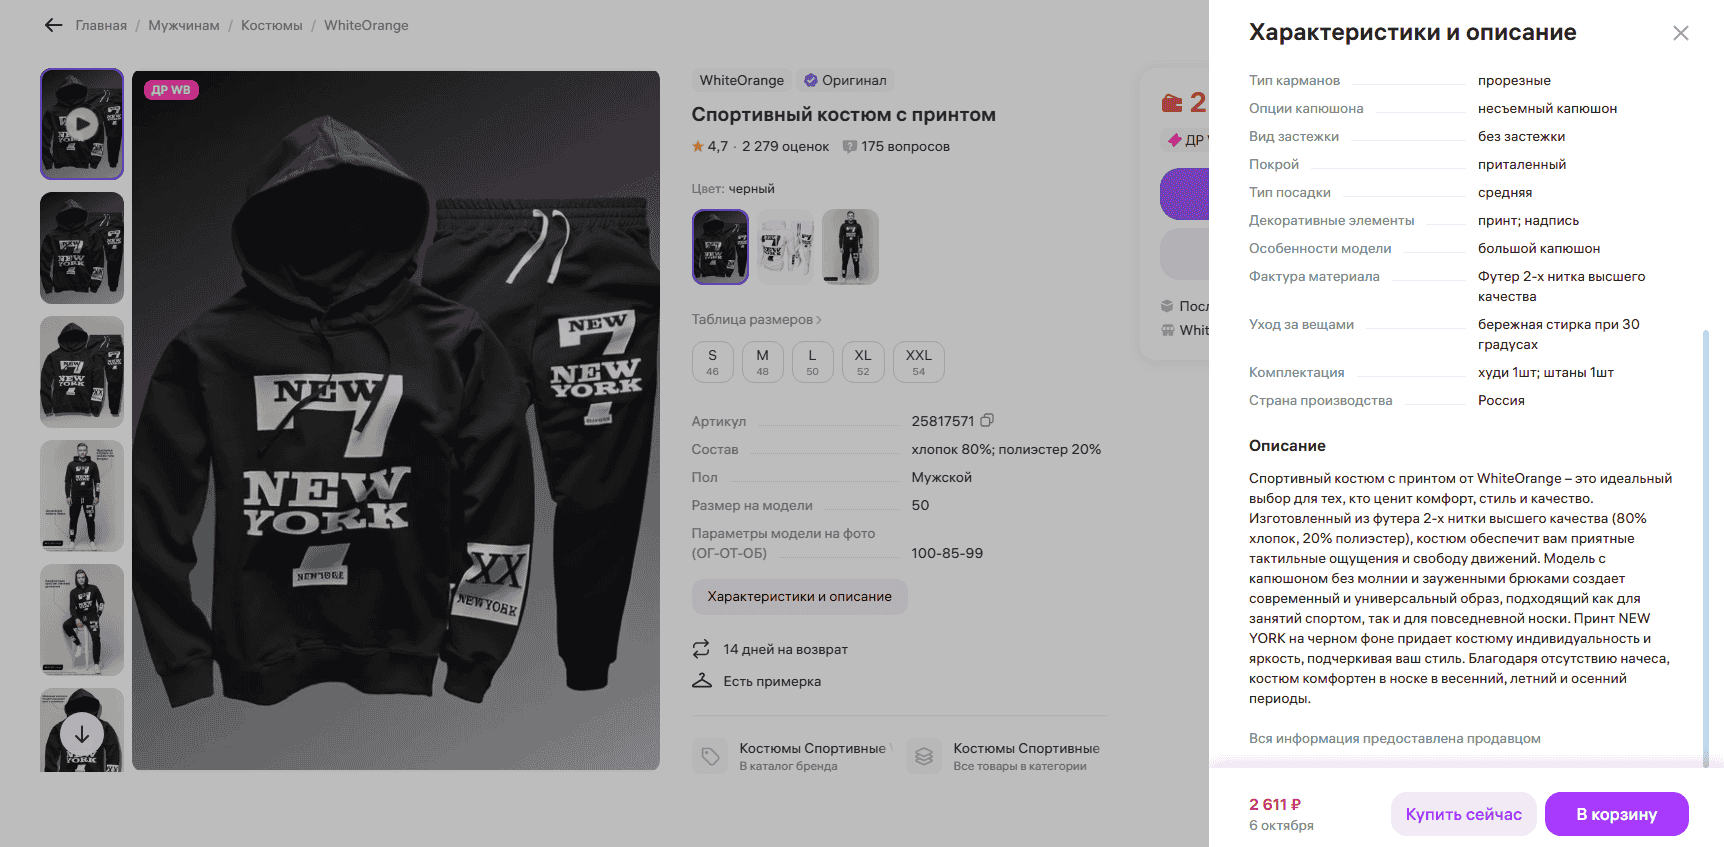 Главная / Мужчинам / Костюмы / WhiteOrange
ДР WB
NEW
7
NEW
YORK
NEWYORK
XX
NEWYORK
NEW
7
NEW
YORK
WhiteOrange
Оригинал
Спортивный костюм с принтом
4,7 · 2 279 оценок
175 вопросов
Цвет: черный
Таблица размеров
S M L XL XXL
46 48 50 52 54
Артикул 25817571
Состав хлопок 80%; полиэстер 20%
Пол Мужской
Размер на модели 50
Параметры модели на фото
(ОГ-ОТ-ОБ) 100-85-99
Характеристики и описание
14 дней на возврат
Есть примерка
Костюмы Спортивные
В каталог бренда
Костюмы Спортивные
Все товары в категории
2
ДР
Посл
Whit
Характеристики и описание
Тип карманов прорезные
Опции капюшона несъемный капюшон
Вид застежки без застежки
Покрой приталенный
Тип посадки средняя
Декоративные элементы принт; надпись
Особенности модели большой капюшон
Фактура материала Футер 2-х нитка высшего
качества
Уход за вещами бережная стирка при 30
градусах
Комплектация худи 1шт; штаны 1шт
Страна производства Россия
Описание
Спортивный костюм с принтом от WhiteOrange – это идеальный
выбор для тех, кто ценит комфорт, стиль и качество.
Изготовленный из футера 2-х нитки высшего качества (80%
хлопок, 20% полиэстер), костюм обеспечит вам приятные
тактильные ощущения и свободу движений. Модель с
капюшоном без молнии и зауженными брюками создает
современный и универсальный образ, подходящий как для
занятий спортом, так и для повседневной носки. Принт NEW
YORK на черном фоне придает костюму индивидуальность и
яркость, подчеркивая ваш стиль. Благодаря отсутствию начеса,
костюм комфортен в носке в весенний, летний и осенний
периоды.
Вся информация предоставлена продавцом
2 611 ₽
6 октября
Купить сейчас
В корзину